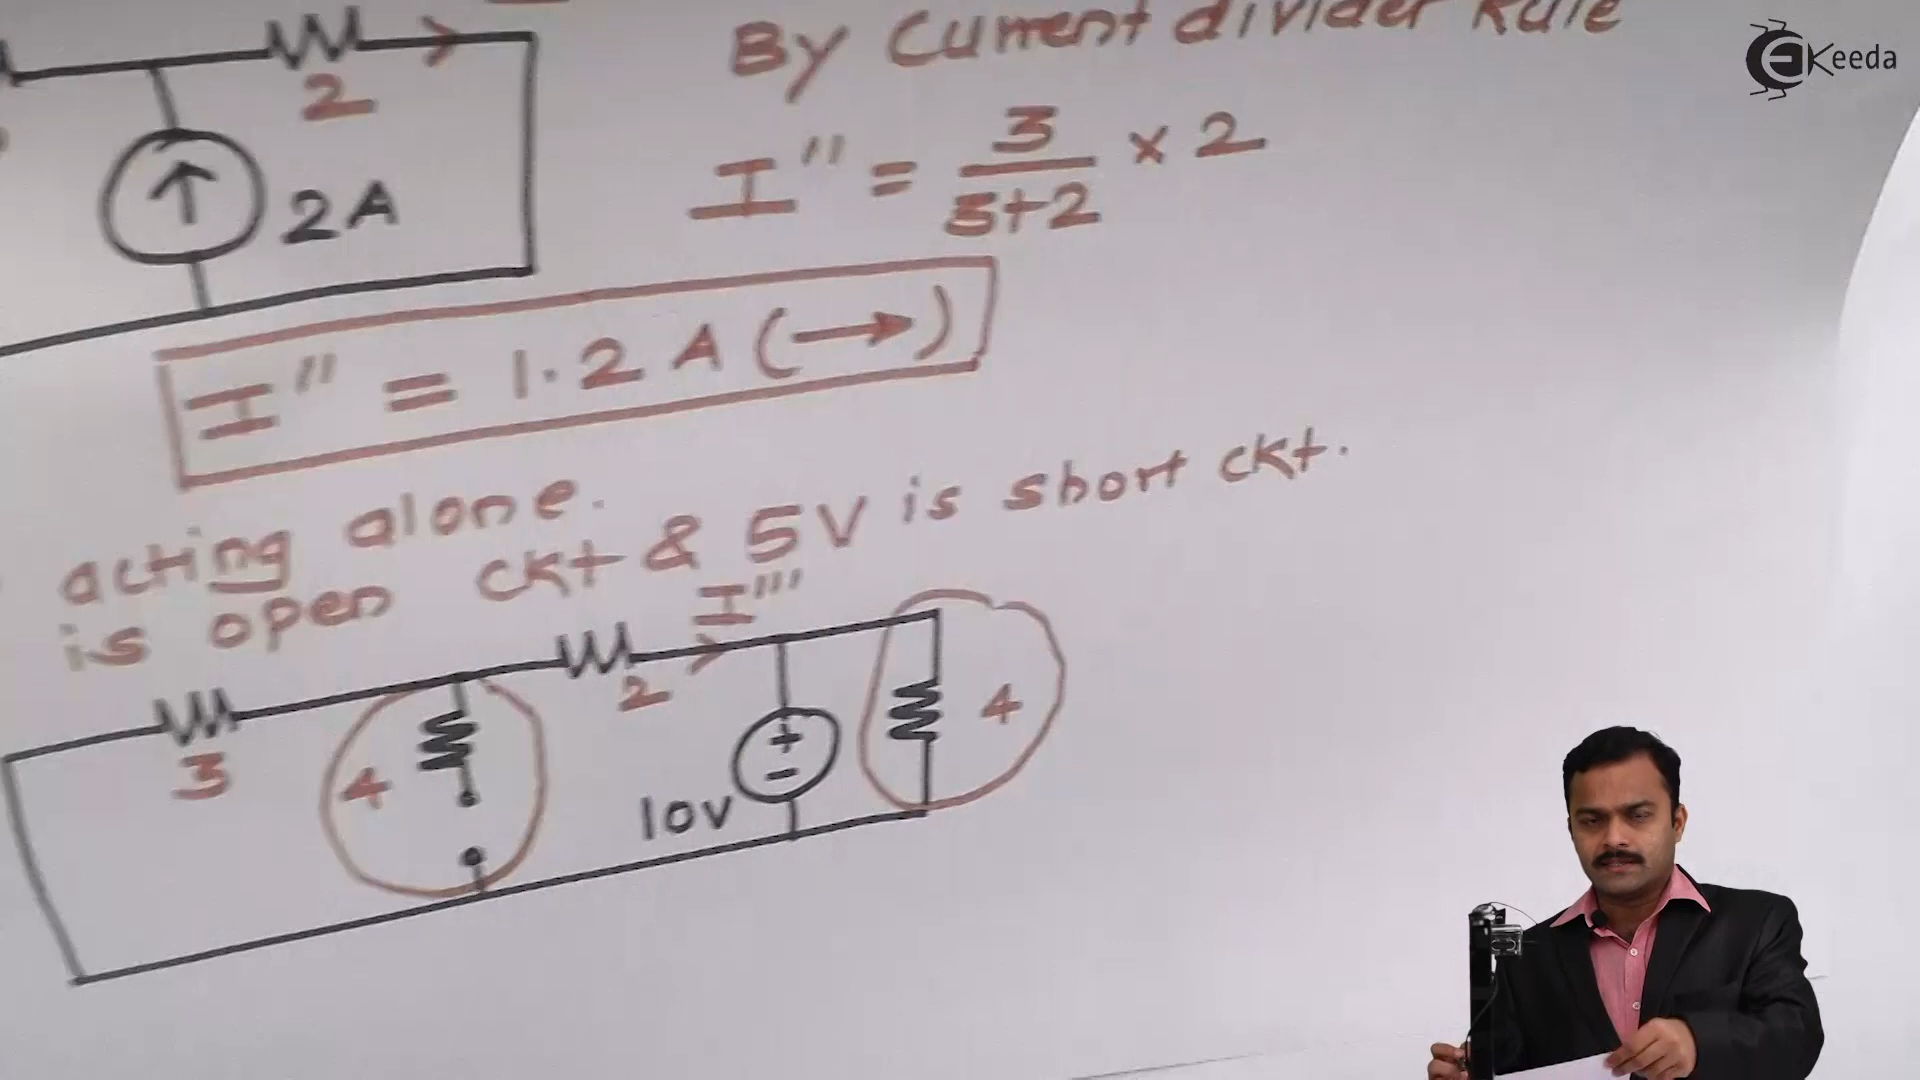 By Current divider Rule
EKeeda
2
2A
I'' = 3/3+2 × 2
I'' = 1.2 A (→)
acting alone.
is open ckt & 5V is short ckt.
I'''
2
3
4
+
-
10V
4